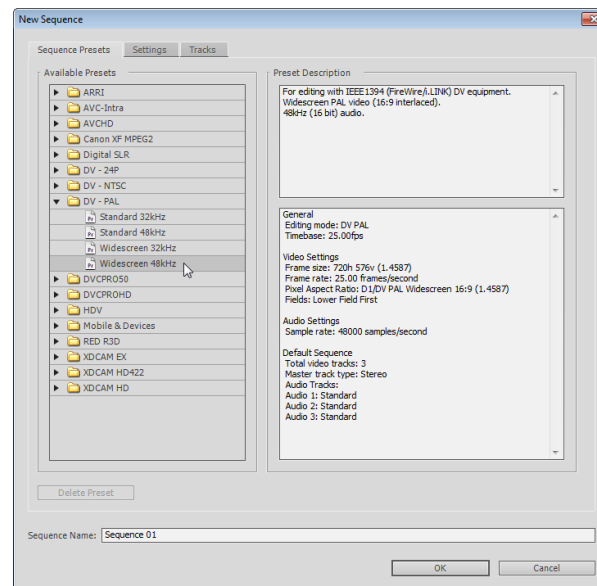 New Sequence
Sequence Presets
Settings
Tracks
Available Presets
ARRI
AVC-Intra
AVCHD
Canon XF MPEG2
Digital SLR
DV - 24P
DV - NTSC
DV - PAL
Standard 32kHz
Standard 48kHz
Widescreen 32kHz
Widescreen 48kHz
DVCPRO50
DVCPROHD
HDV
Mobile & Devices
RED R3D
XDCAM EX
XDCAM HD422
XDCAM HD
Delete Preset
Preset Description
For editing with IEEE1394 (FireWire/i.LINK) DV equipment.
Widescreen PAL video (16:9 interlaced).
48kHz (16 bit) audio.
General
Editing mode: DV PAL
Timebase: 25.00fps
Video Settings
Frame size: 720h 576v (1.4587)
Frame rate: 25.00 frames/second
Pixel Aspect Ratio: D1/DV PAL Widescreen 16:9 (1.4587)
Fields: Lower Field First
Audio Settings
Sample rate: 48000 samples/second
Default Sequence
Total video tracks: 3
Master track type: Stereo
Audio Tracks:
Audio 1: Standard
Audio 2: Standard
Audio 3: Standard
Sequence Name: Sequence 01
OK
Cancel